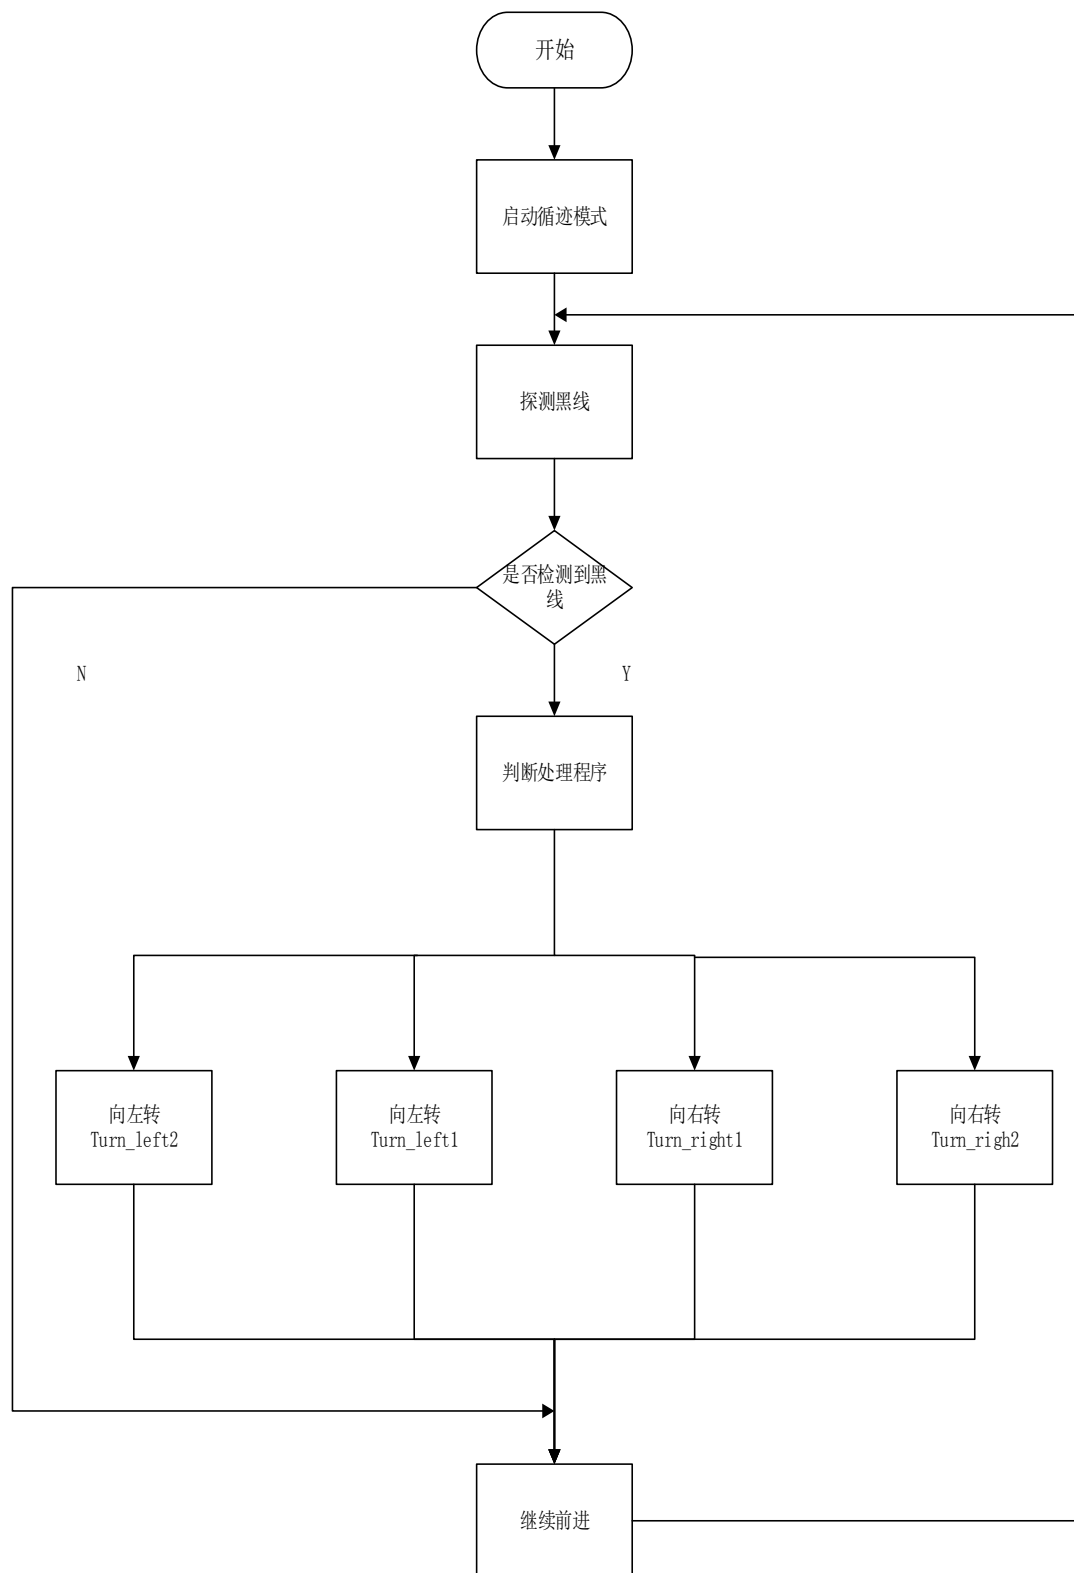 开始
启动循迹模式
探测黑线
是否检测到黑
线
N
Y
判断处理程序
向左转
Turn_left2
向左转
Turn_left1
向右转
Turn_right1
向右转
Turn_righ2
继续前进